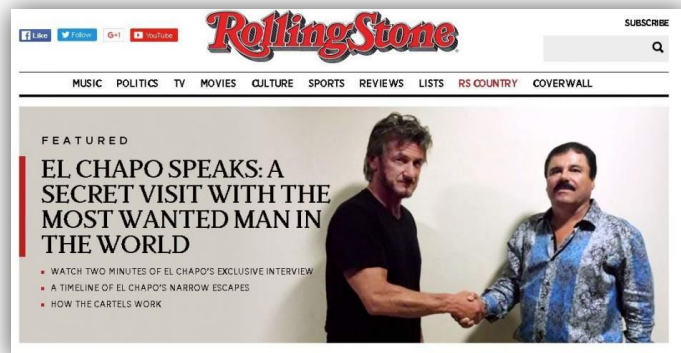 Like
Follow
G+1
YouTube
RollingStone
SUBSCRIBE
MUSIC POLITICS TV MOVIES CULTURE SPORTS REVIEWS LISTS RS COUNTRY COVERWALL
FEATURED
EL CHAPO SPEAKS: A
SECRET VISIT WITH THE
MOST WANTED MAN IN
THE WORLD
WATCH TWO MINUTES OF EL CHAPO'S EXCLUSIVE INTERVIEW
A TIMELINE OF EL CHAPO'S NARROW ESCAPES
HOW THE CARTELS WORK